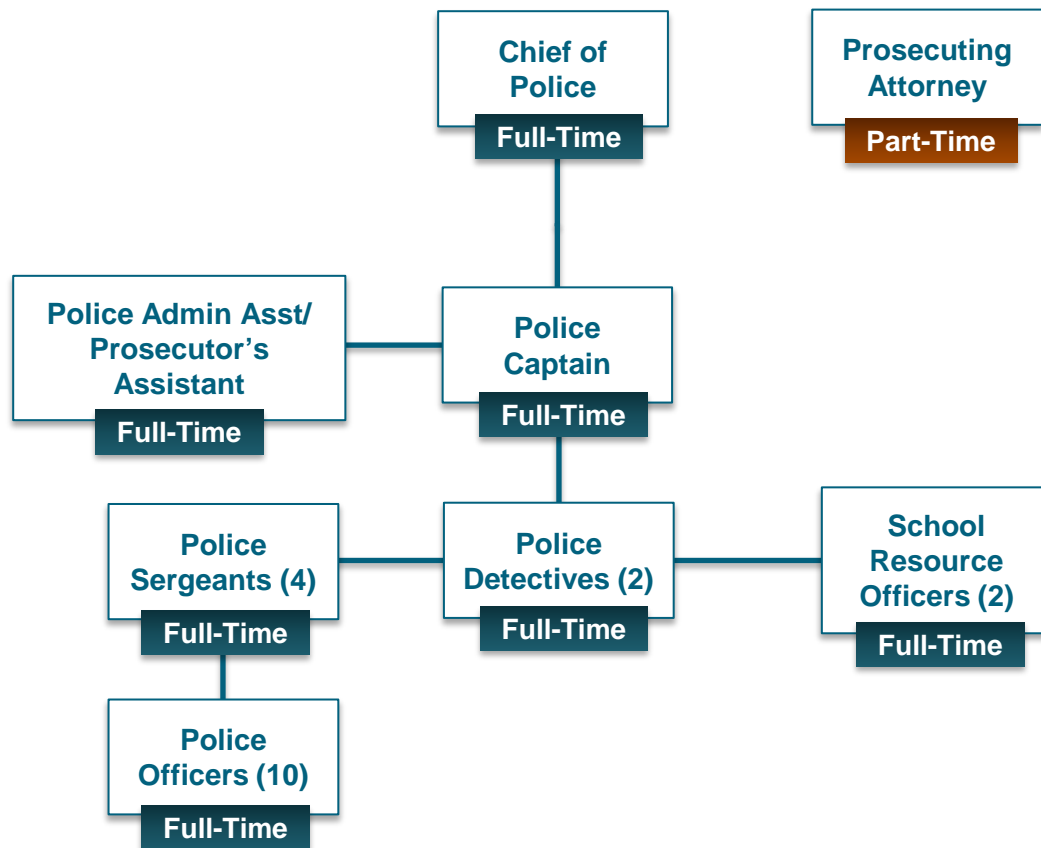 Chief of
Police
Full-Time
Prosecuting
Attorney
Part-Time
Police Admin Asst/
Prosecutor’s
Assistant
Full-Time
Police
Captain
Full-Time
Police
Sergeants (4)
Full-Time
Police
Detectives (2)
Full-Time
School
Resource
Officers (2)
Full-Time
Police
Officers (10)
Full-Time